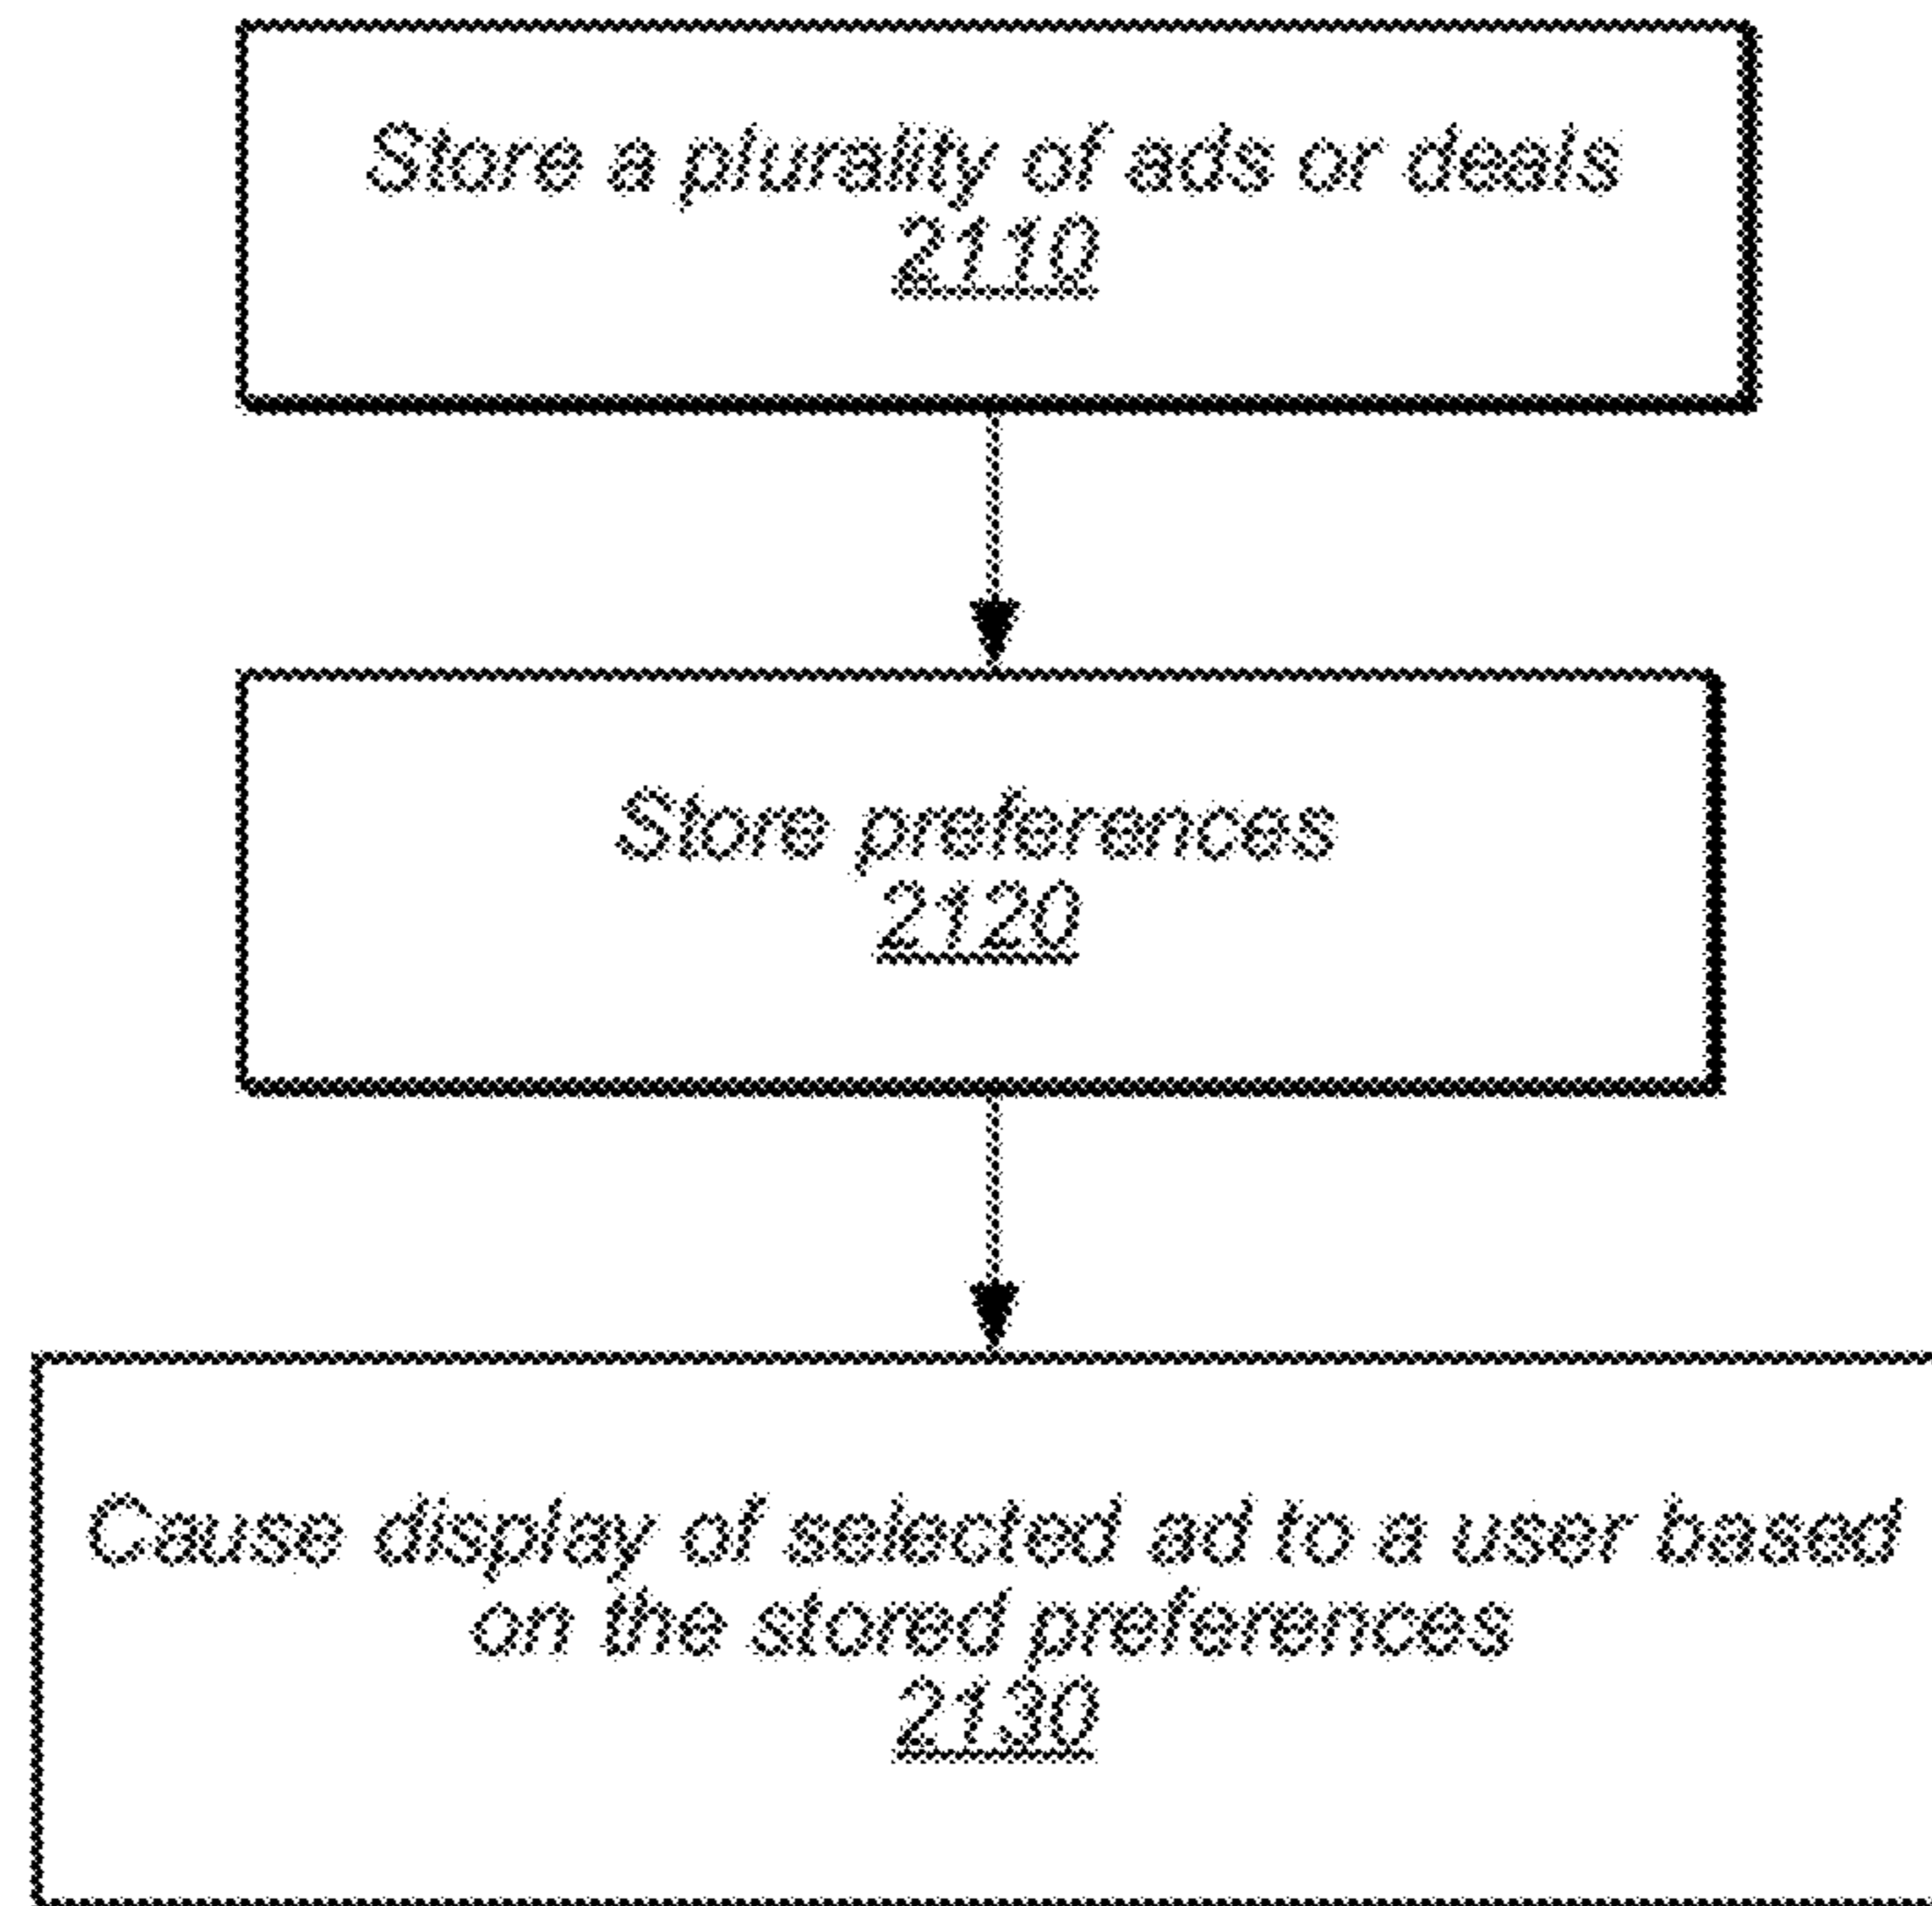 Store a plurality of ads or deals
2110
Store preferences
2120
Cause display of selected ad to a user based
on the stored preferences
2130